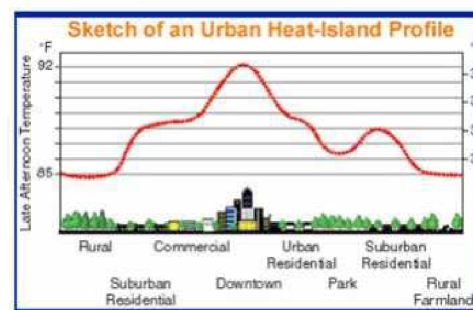 Sketch of an Urban Heat-Island Profile
°F
92
85
Late Afternoon Temperature
Rural
Commercial
Urban
Residential
Suburban
Residential
Suburban
Residential
Downtown
Park
Rural
Farmland